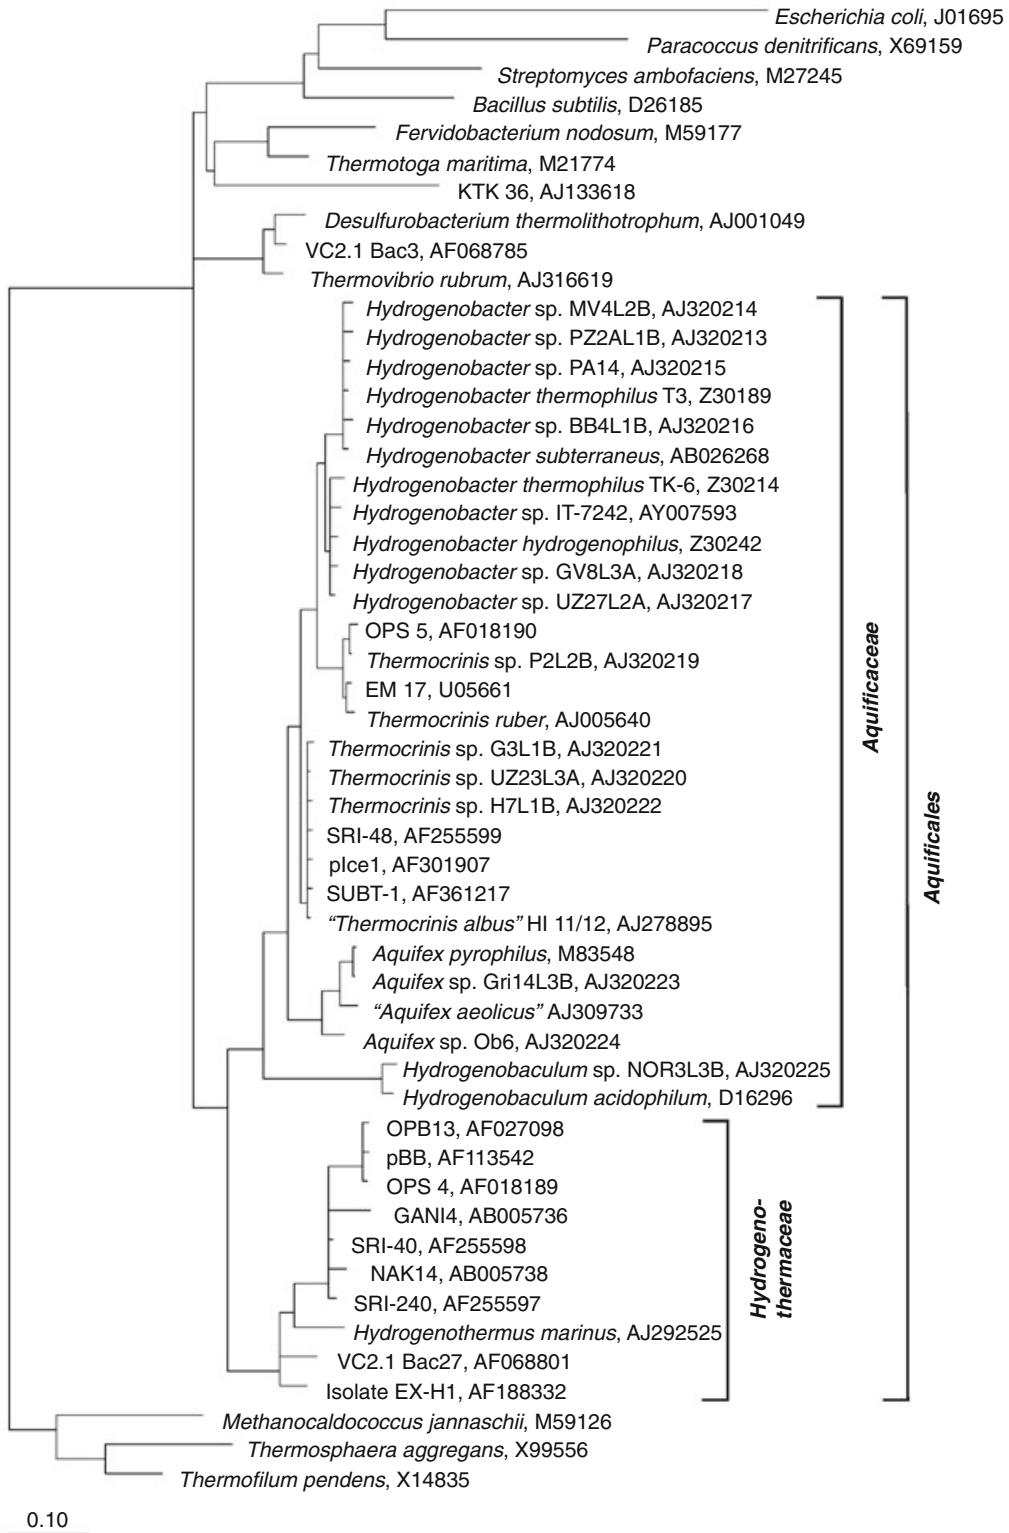 Escherichia coli, J01695
Paracoccus denitrificans, X69159
Streptomyces ambofaciens, M27245
Bacillus subtilis, D26185
Fervidobacterium nodosum, M59177
Thermotoga maritima, M21774
KTK 36, AJ133618
Desulfurobacterium thermolithotrophum, AJ001049
VC2.1 Bac3, AF068785
Thermovibrio rubrum, AJ316619
Hydrogenobacter sp. MV4L2B, AJ320214
Hydrogenobacter sp. PZ2AL1B, AJ320213
Hydrogenobacter sp. PA14, AJ320215
Hydrogenobacter thermophilus T3, Z30189
Hydrogenobacter sp. BB4L1B, AJ320216
Hydrogenobacter subterraneus, AB026268
Hydrogenobacter thermophilus TK-6, Z30214
Hydrogenobacter sp. IT-7242, AY007593
Hydrogenobacter hydrogenophilus, Z30242
Hydrogenobacter sp. GV8L3A, AJ320218
Hydrogenobacter sp. UZ27L2A, AJ320217
OPS 5, AF018190
Thermocrinis sp. P2L2B, AJ320219
EM 17, U05661
Thermocrinis ruber, AJ005640
Thermocrinis sp. G3L1B, AJ320221
Thermocrinis sp. UZ23L3A, AJ320220
Thermocrinis sp. H7L1B, AJ320222
SRI-48, AF255599
pIce1, AF301907
SUBT-1, AF361217
“Thermocrinis albus” HI 11/12, AJ278895
Aquifex pyrophilus, M83548
Aquifex sp. Gri14L3B, AJ320223
“Aquifex aeolicus” AJ309733
Aquifex sp. Ob6, AJ320224
Hydrogenobaculum sp. NOR3L3B, AJ320225
Hydrogenobaculum acidophilum, D16296
Aquificaceae
Aquificales
OPB13, AF027098
pBB, AF113542
OPS 4, AF018189
GANI4, AB005736
SRI-40, AF255598
NAK14, AB005738
SRI-240, AF255597
Hydrogenothermus marinus, AJ292525
VC2.1 Bac27, AF068801
Isolate EX-H1, AF188332
Hydrogeno-
thermaceae
Methanocaldococcus jannaschii, M59126
Thermosphaera aggregans, X99556
Thermofilum pendens, X14835
0.10